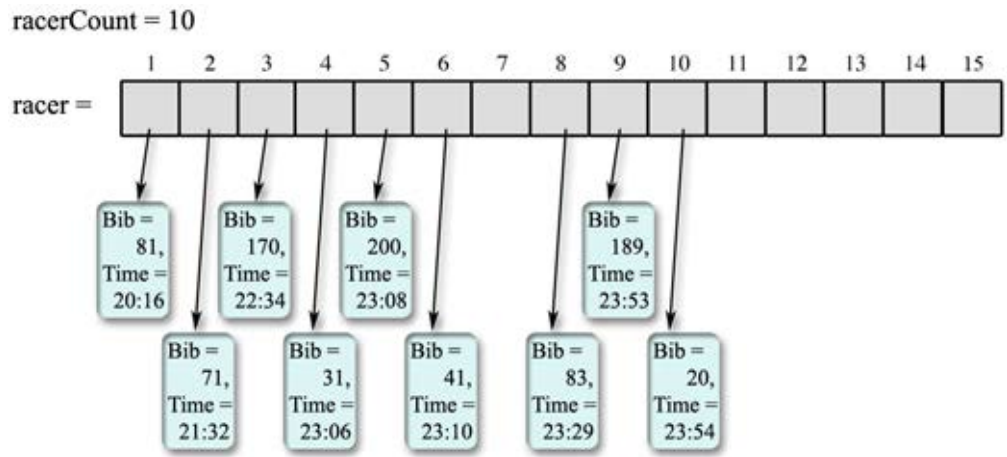 racerCount = 10
1 2 3 4 5 6 7 8 9 10 11 12 13 14 15
racer =
Bib =
81,
Time =
20:16
Bib =
170,
Time =
22:34
Bib =
200,
Time =
23:08
Bib =
189,
Time =
23:53
Bib =
71,
Time =
21:32
Bib =
31,
Time =
23:06
Bib =
41,
Time =
23:10
Bib =
83,
Time =
23:29
Bib =
20,
Time =
23:54